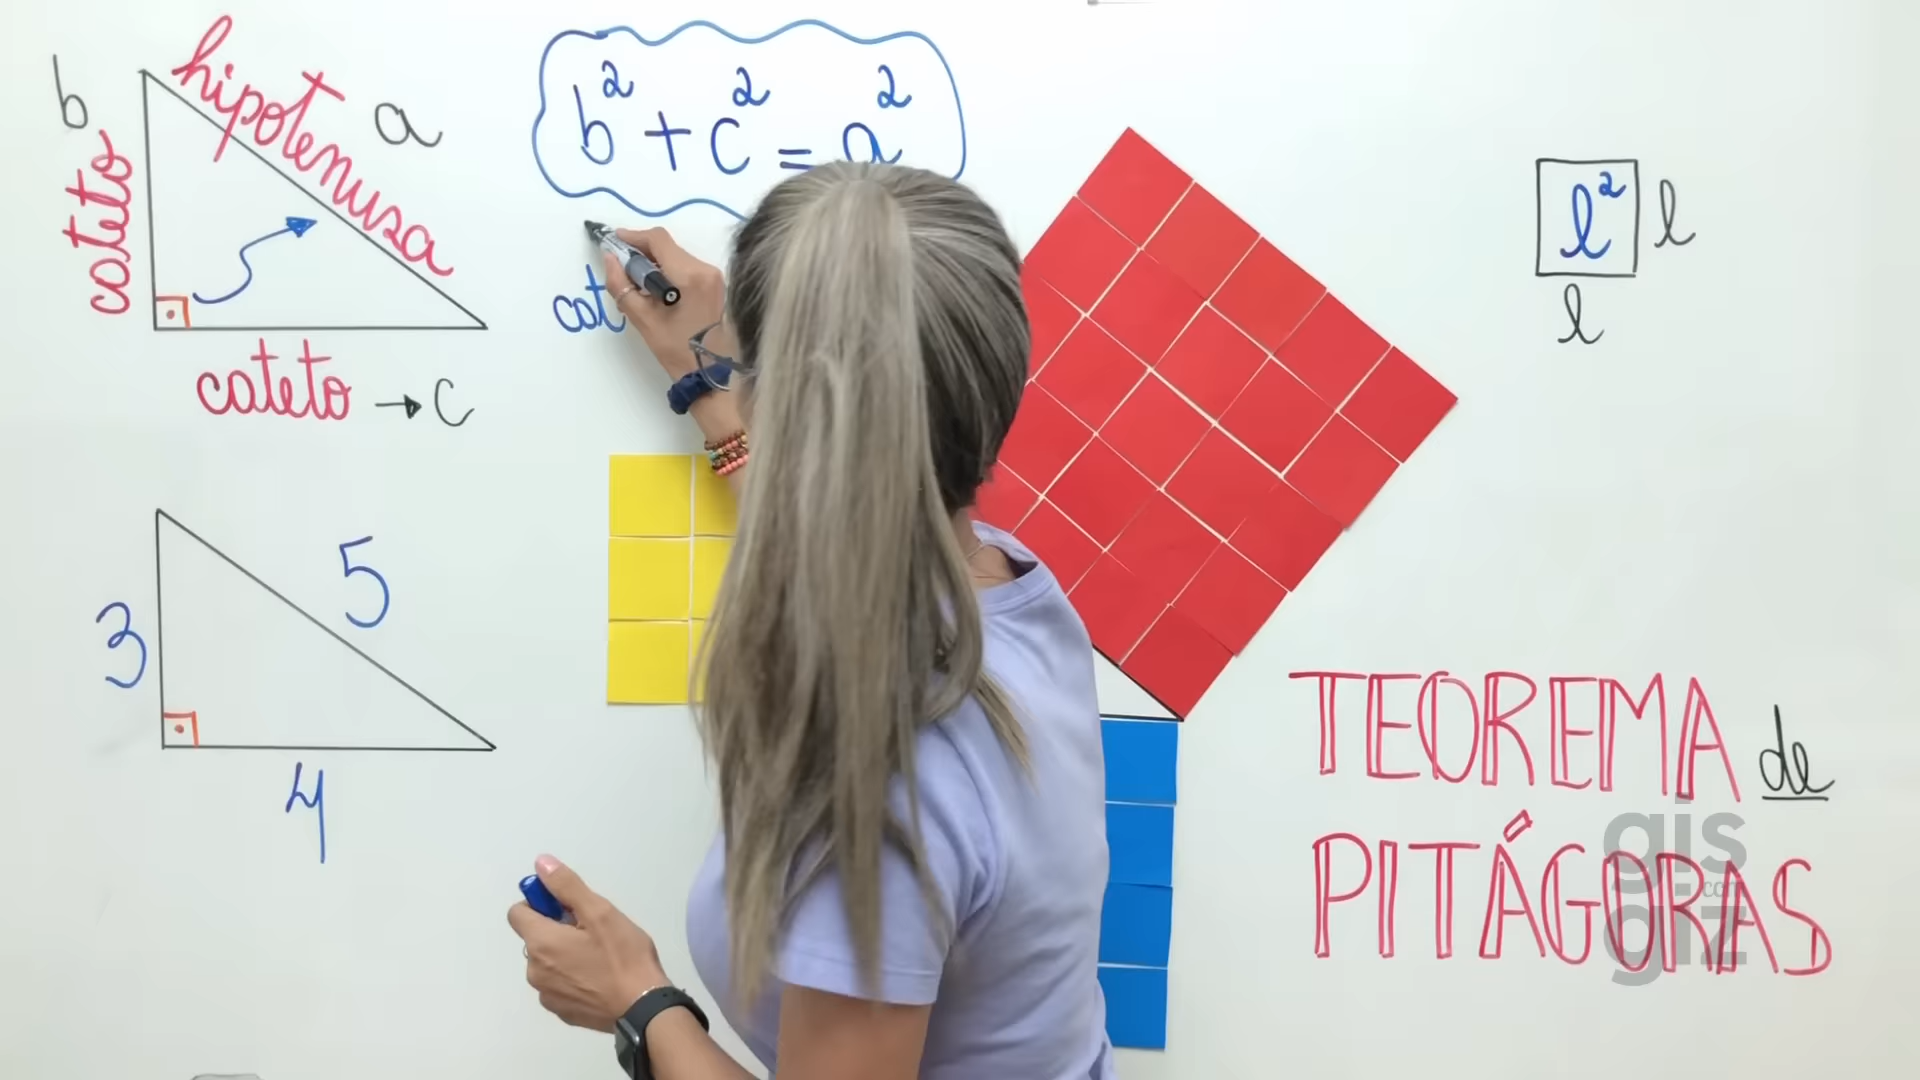 b
hipotenusa
a
cateto
cateto → c
b² + c² = a²
cat
l²
l
l
3
5
4
TEOREMA de
PITÁGORAS
gis
com
giz